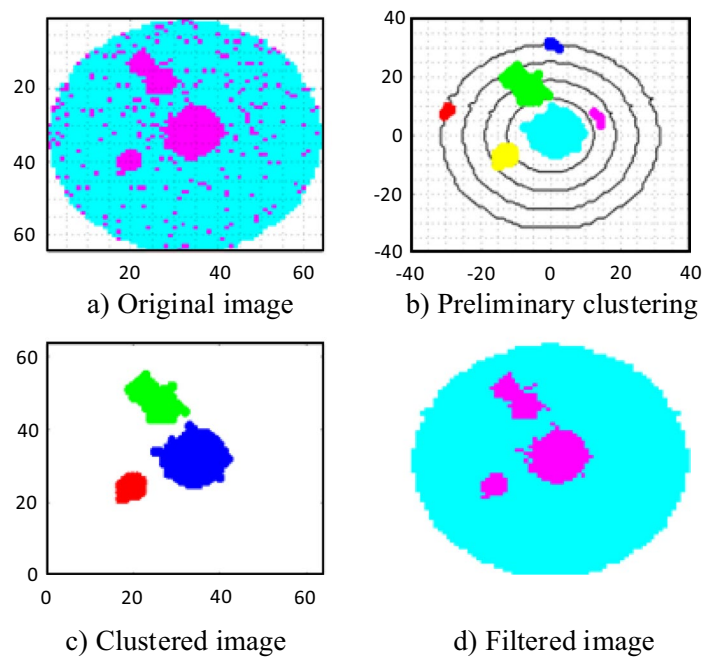 20
40
60
20 40 60
a) Original image
40
20
0
-20
-40
-40 -20 0 20 40
b) Preliminary clustering
60
40
20
0
0 20 40 60
c) Clustered image
d) Filtered image